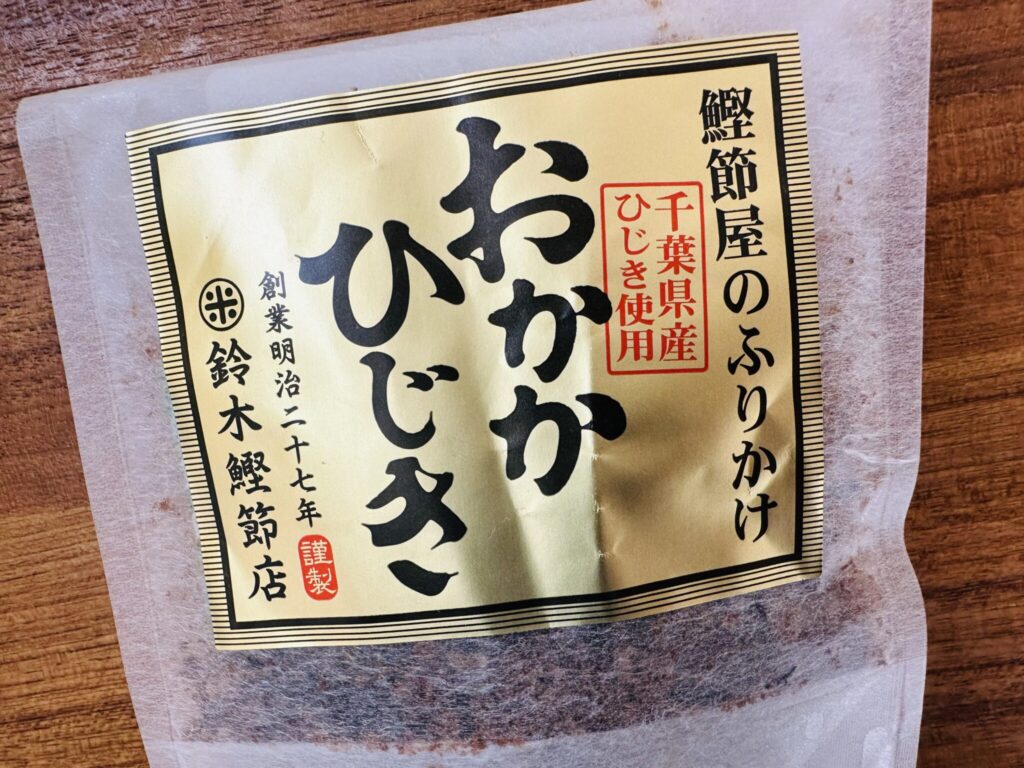 鰹節屋のふりかけ
千葉県産
ひじき使用
おかか
ひじき
創業明治二十七年
謹製
米
鈴木鰹節店